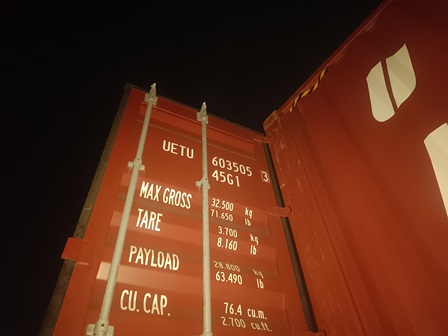 UETU 603505 3
45G1
MAX GROSS 32.500 kg
71.650 lb
TARE 3.700 kg
8.160 lb
PAYLOAD 28.800 kg
63.490 lb
CU. CAP. 76.4 cu.m.
2.700 cu.ft.